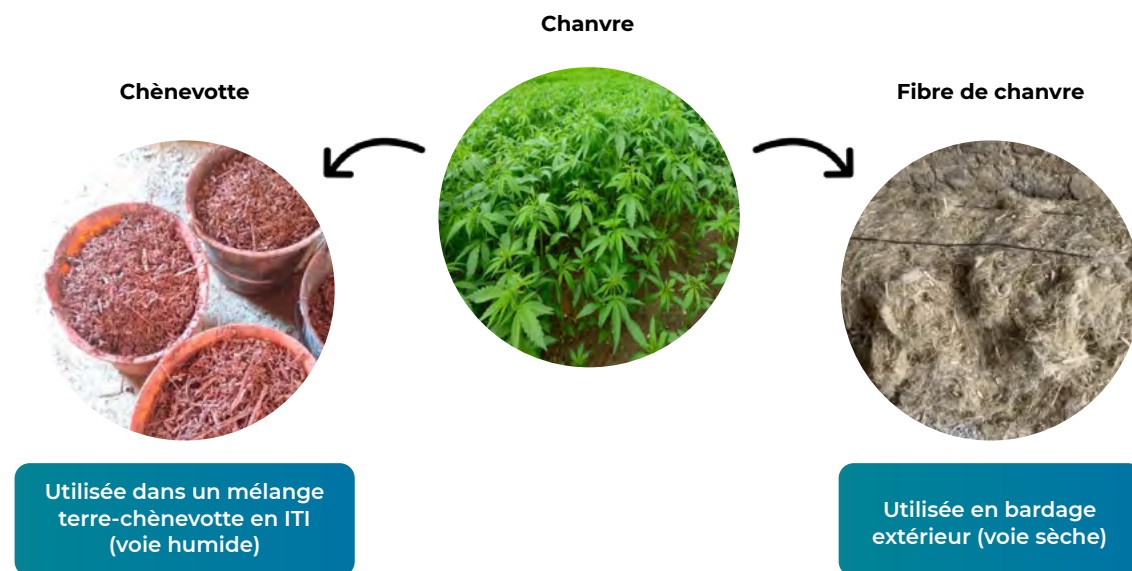 Chanvre
Chènevotte
Fibre de chanvre
Utilisée dans un mélange
terre-chènevotte en ITI
(voie humide)
Utilisée en bardage
extérieur (voie sèche)